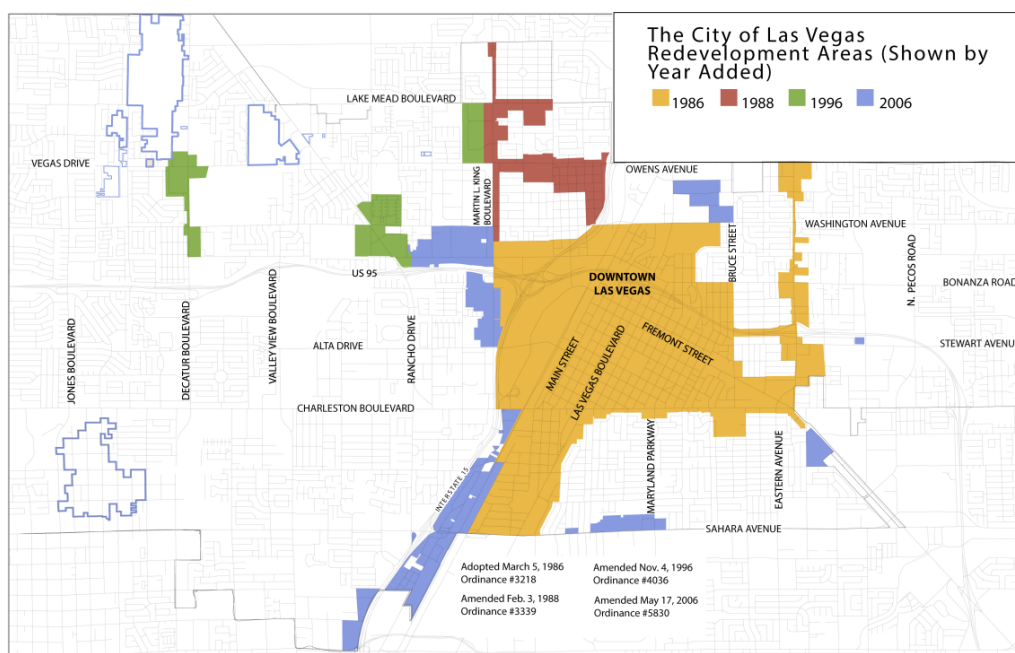 The City of Las Vegas
Redevelopment Areas (Shown by
Year Added)
1986
1988
1996
2006
LAKE MEAD BOULEVARD
VEGAS DRIVE
OWENS AVENUE
MARTIN L. KING
BOULEVARD
WASHINGTON AVENUE
BRUCE STREET
N. PECOS ROAD
US 95
DOWNTOWN
LAS VEGAS
BONANZA ROAD
JONES BOULEVARD
DECATUR BOULEVARD
VALLEY VIEW BOULEVARD
RANCHO DRIVE
ALTA DRIVE
MAIN STREET
LAS VEGAS BOULEVARD
FREMONT STREET
STEWART AVENU
CHARLESTON BOULEVARD
INTERSTATE 15
MARYLAND PARKWAY
EASTERN AVENUE
SAHARA AVENUE
Adopted March 5, 1986
Ordinance #3218
Amended Feb. 3, 1988
Ordinance #3339
Amended Nov. 4, 1996
Ordinance #4036
Amended May 17, 2006
Ordinance #5830